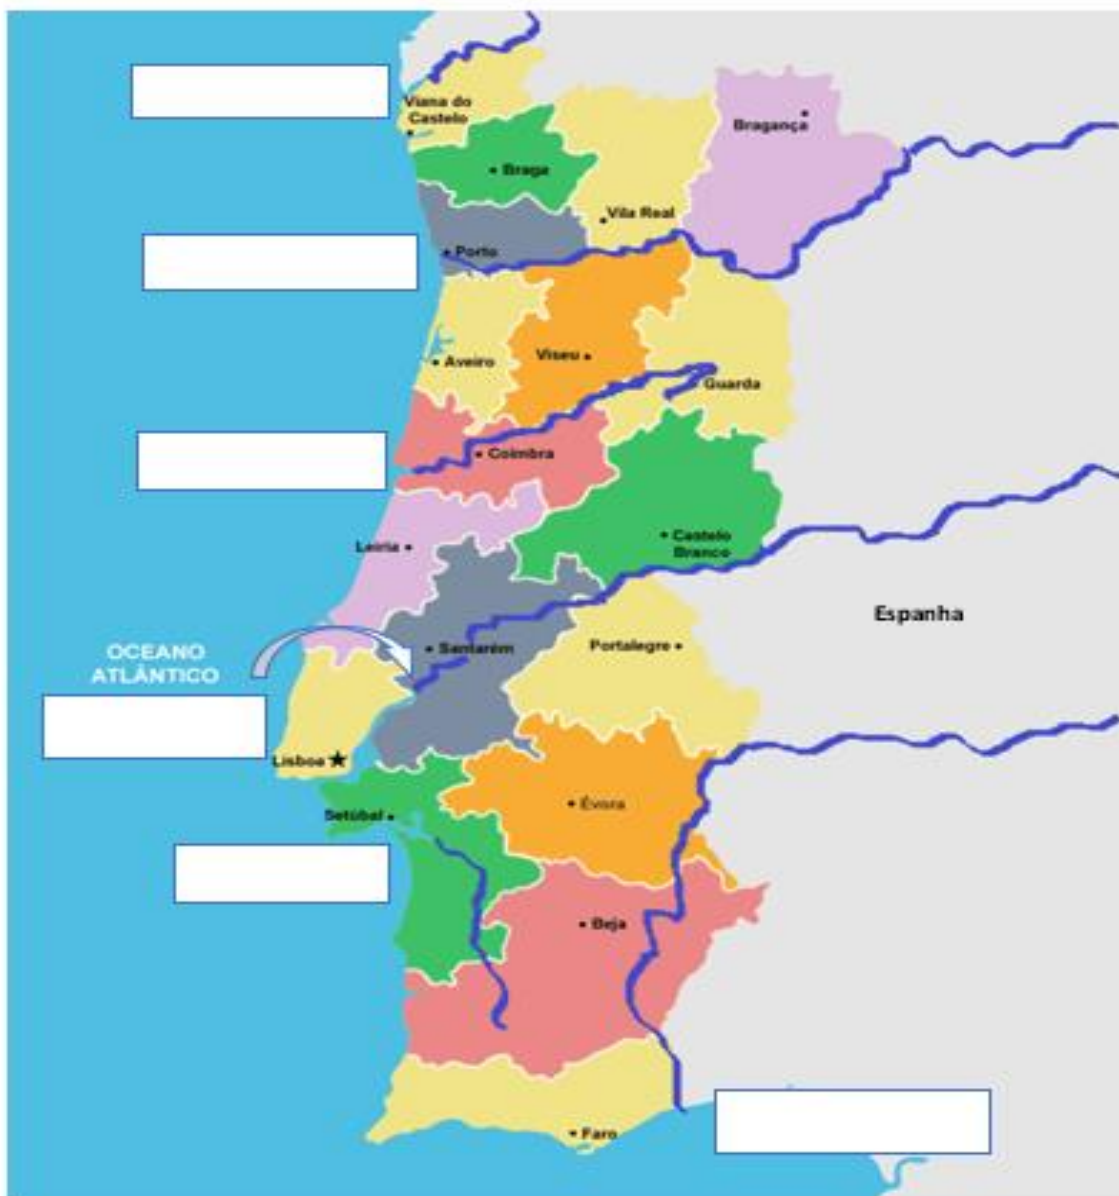 Viana do
Castelo
Bragança
Braga
Vila Real
Porto
Aveiro
Viseu
Guarda
Coimbra
Castelo
Branco
Leiria
Espanha
OCEANO
ATLÂNTICO
Santarém
Portalegre
Lisboa
Évora
Setúbal
Beja
Faro